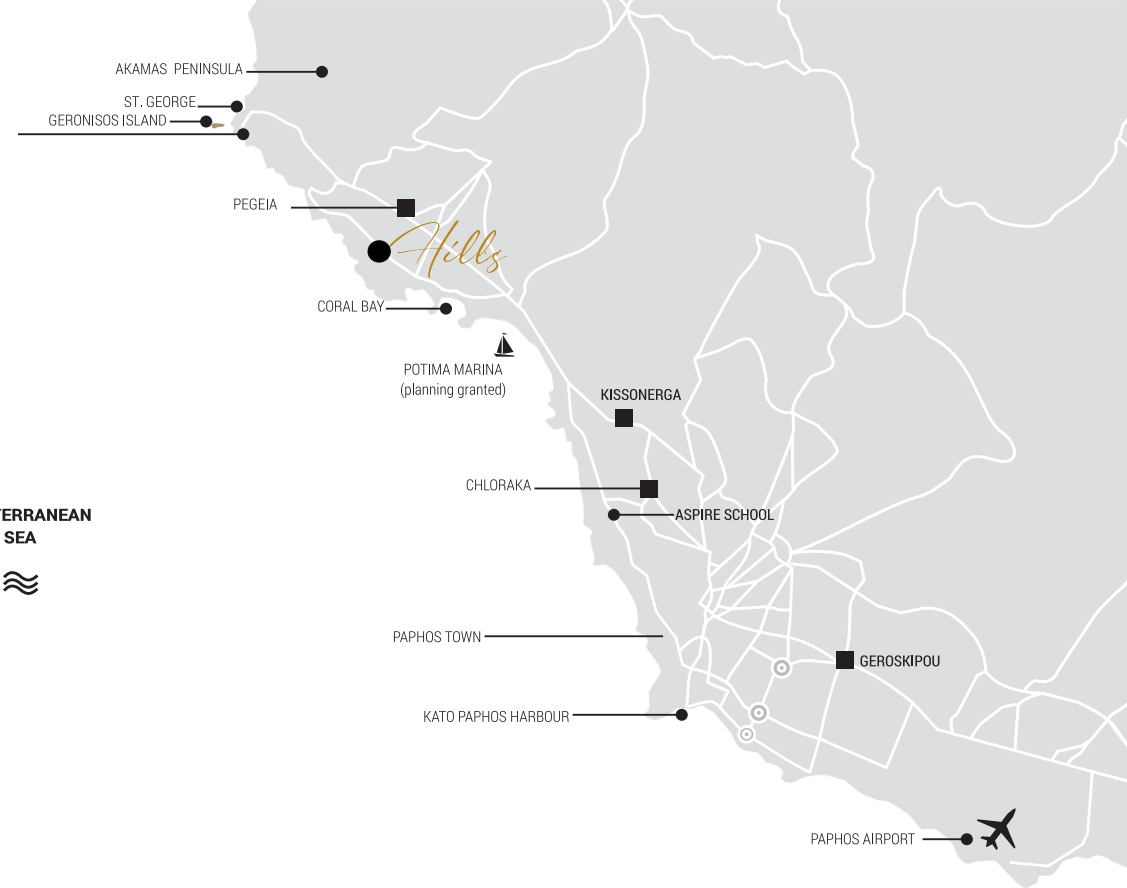 AKAMAS PENINSULA
ST. GEORGE
GERONISOS ISLAND
PEGEIA
Hills
CORAL BAY
POTIMA MARINA
(planning granted)
KISSONERGA
CHLORAKA
TERRANEAN
SEA
ASPIRE SCHOOL
PAPHOS TOWN
GEROSKIPOU
KATO PAPHOS HARBOUR
PAPHOS AIRPORT